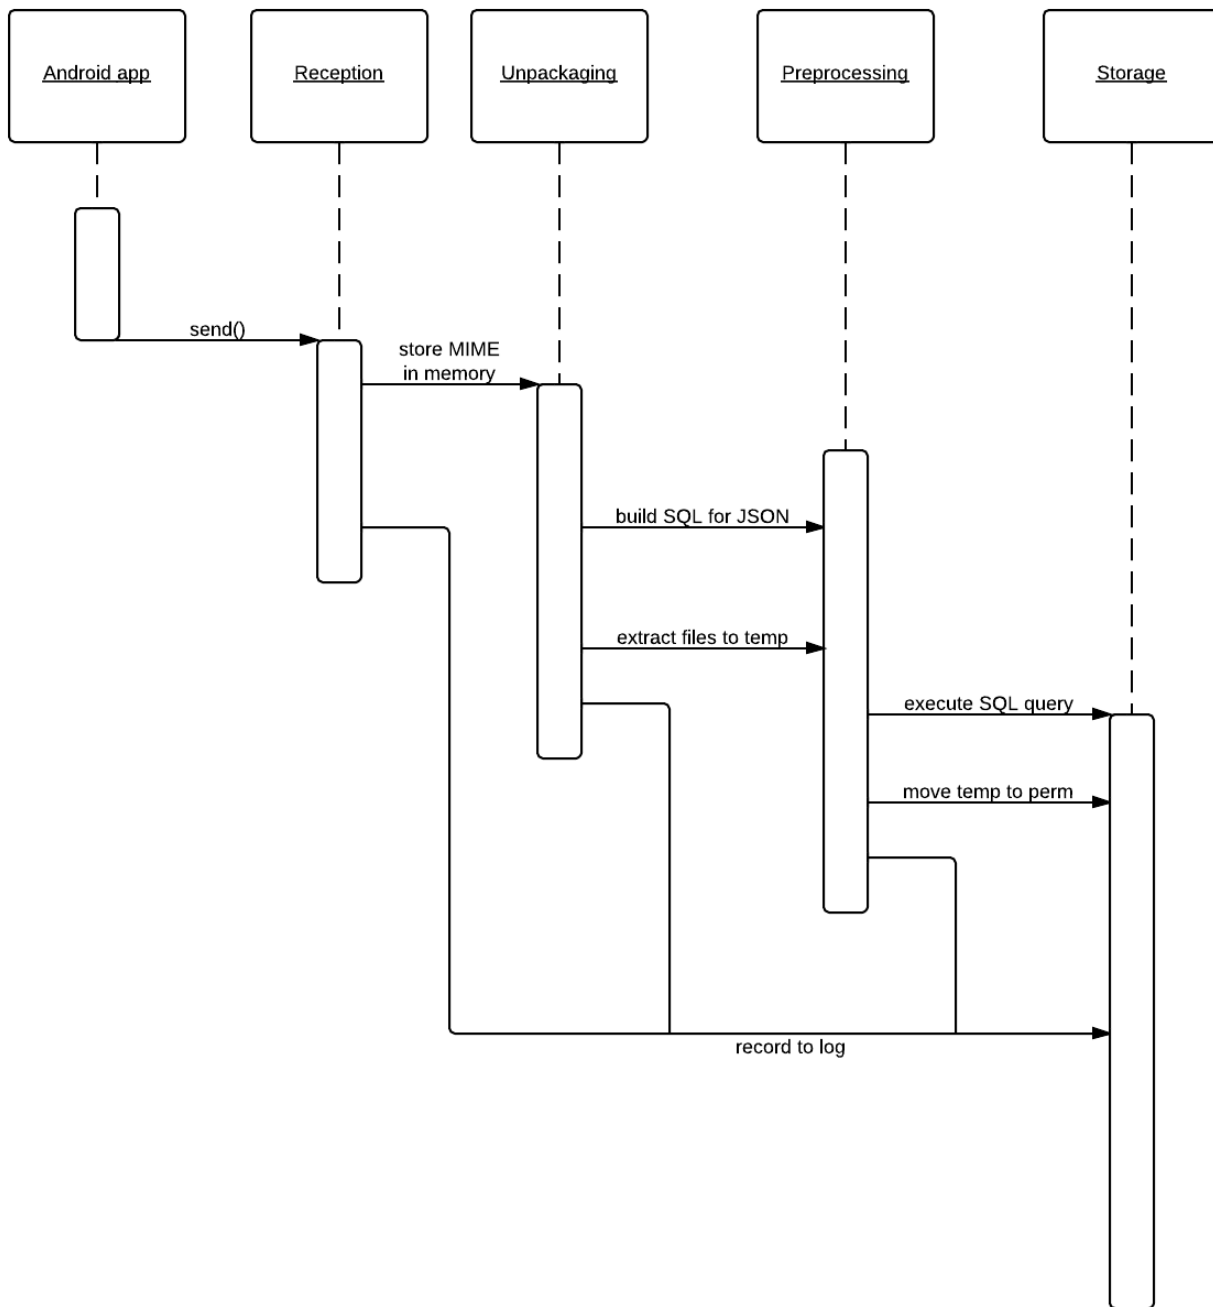 Android app
Reception
Unpackaging
Preprocessing
Storage
send()
store MIME
in memory
build SQL for JSON
extract files to temp
execute SQL query
move temp to perm
record to log